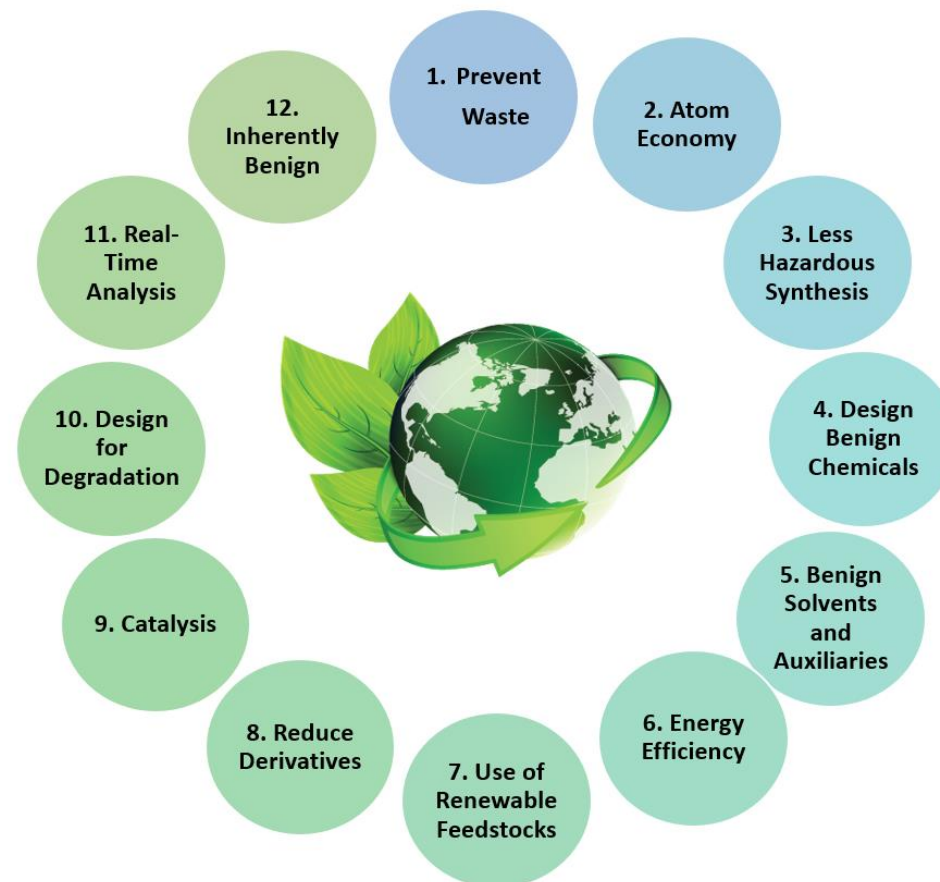 1. Prevent
Waste
2. Atom
Economy
3. Less
Hazardous
Synthesis
4. Design
Benign
Chemicals
5. Benign
Solvents
and
Auxiliaries
6. Energy
Efficiency
7. Use of
Renewable
Feedstocks
8. Reduce
Derivatives
9. Catalysis
10. Design
for
Degradation
11. Real-
Time
Analysis
12.
Inherently
Benign